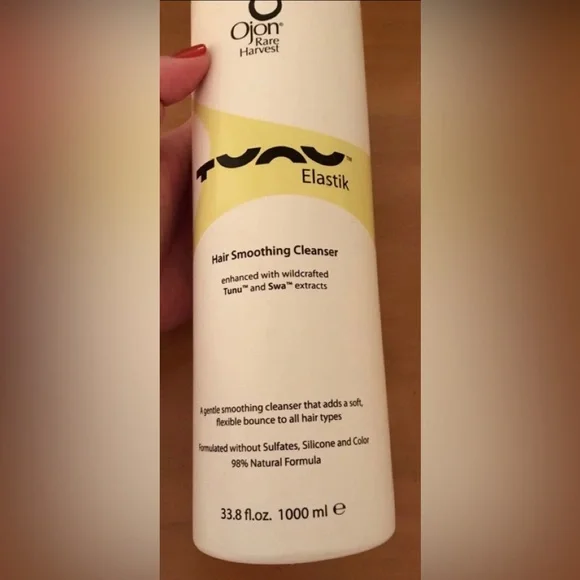 Ojon®
Rare
Harvest
Tunu™
Elastik
Hair Smoothing Cleanser
enhanced with wildcrafted
Tunu™ and Swa™ extracts
A gentle smoothing cleanser that adds a soft,
flexible bounce to all hair types
Formulated without Sulfates, Silicone and Color
98% Natural Formula
33.8 fl.oz. 1000 ml ℮